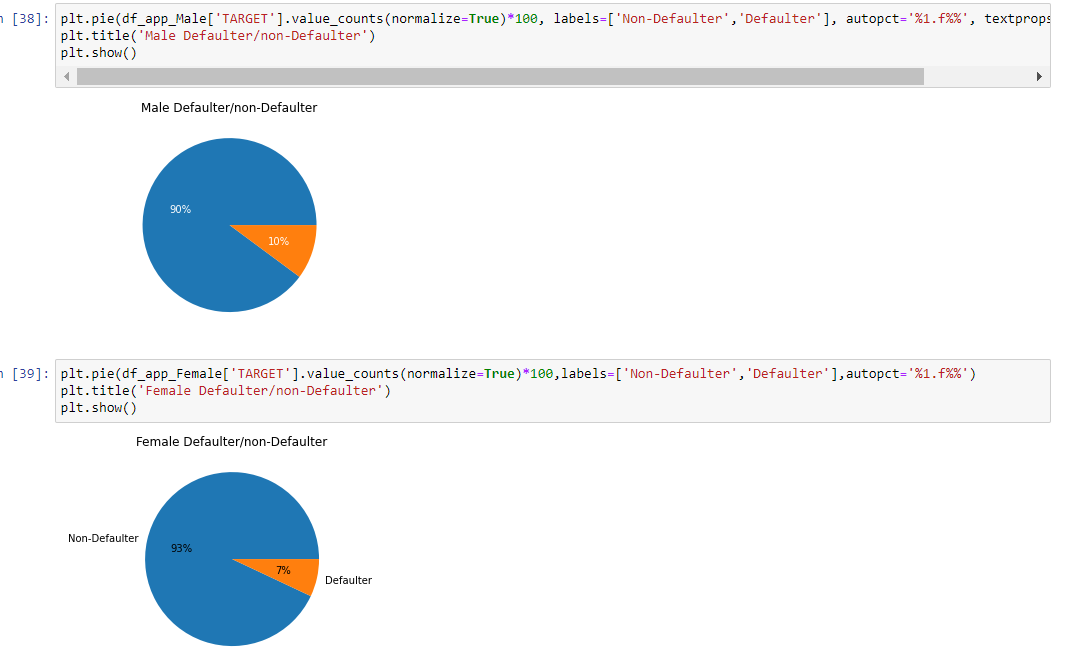 n [38]: plt.pie(df_app_Male['TARGET'].value_counts(normalize=True)*100, labels=['Non-Defaulter','Defaulter'], autopct='%1.f%%', textprops
plt.title('Male Defaulter/non-Defaulter')
plt.show()
Male Defaulter/non-Defaulter
90%
10%
n [39]: plt.pie(df_app_Female['TARGET'].value_counts(normalize=True)*100,labels=['Non-Defaulter','Defaulter'],autopct='%1.f%%')
plt.title('Female Defaulter/non-Defaulter')
plt.show()
Female Defaulter/non-Defaulter
Non-Defaulter
93%
7%
Defaulter